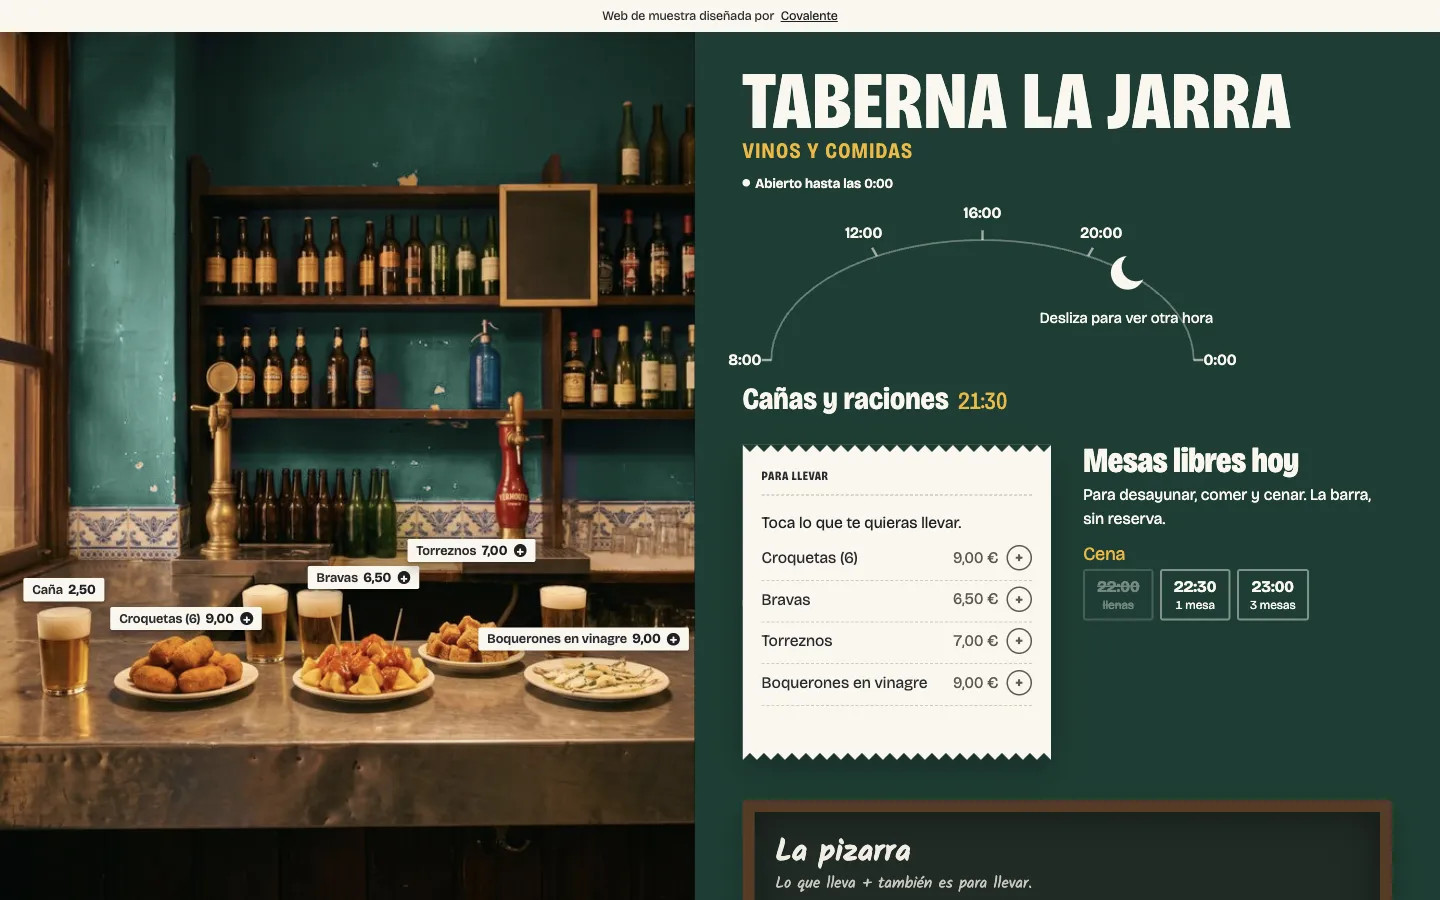 Web de muestra diseñada por Covalente
TABERNA LA JARRA
VINOS Y COMIDAS
Abierto hasta las 0:00
16:00
12:00
20:00
Desliza para ver otra hora
8:00
0:00
Cañas y raciones 21:30
Torreznos 7,00 +
Bravas 6,50 +
Caña 2,50
Croquetas (6) 9,00 +
Boquerones en vinagre 9,00 +
PARA LLEVAR
Toca lo que te quieras llevar.
Croquetas (6) 9,00 € +
Bravas 6,50 € +
Torreznos 7,00 € +
Boquerones en vinagre 9,00 € +
Mesas libres hoy
Para desayunar, comer y cenar. La barra,
sin reserva.
Cena
22:00 22:30 23:00
llenas 1 mesa 3 mesas
La pizarra
Lo que lleva + también es para llevar.